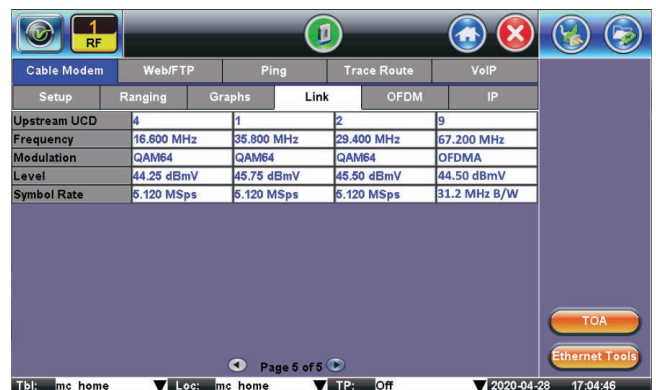 1
RF
Cable Modem Web/FTP Ping Trace Route VoIP
Setup Ranging Graphs Link OFDM IP
Upstream UCD 4 1 2 9
Frequency 16.600 MHz 35.800 MHz 29.400 MHz 67.200 MHz
Modulation QAM64 QAM64 QAM64 OFDMA
Level 44.25 dBmV 45.75 dBmV 45.50 dBmV 44.50 dBmV
Symbol Rate 5.120 MSps 5.120 MSps 5.120 MSps 31.2 MHz B/W
TOA
Ethernet Tools
Page 5 of 5
Tbl: mc home Loc: mc home TP: Off 2020-04-28 17:04:46